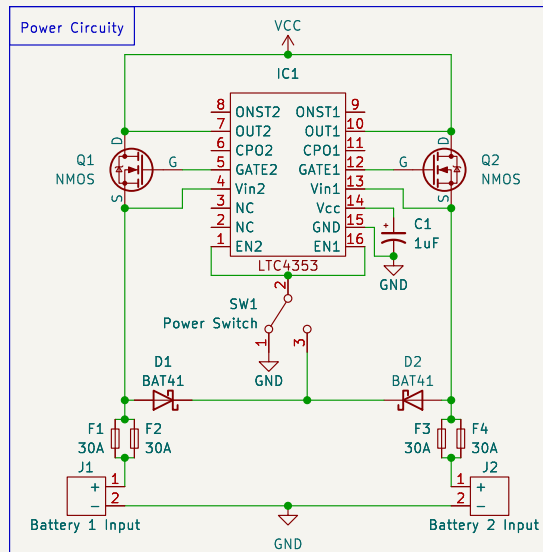 Power Circuity
VCC
IC1
8 ONST2 ONST1 9
7 OUT2 OUT1 10
6 CPO2 CPO1 11
5 GATE2 GATE1 12
4 Vin2 Vin1 13
3 NC Vcc 14
2 NC GND 15
1 EN2 EN1 16
LTC4353
D
G
S
Q1
NMOS
D
G
S
Q2
NMOS
+
C1
1uF
GND
SW1
Power Switch
2
1
3
GND
D1
BAT41
D2
BAT41
F1 F2
30A 30A
F3 F4
30A 30A
J1
+ 1
− 2
Battery 1 Input
J2
1 +
2 −
Battery 2 Input
GND